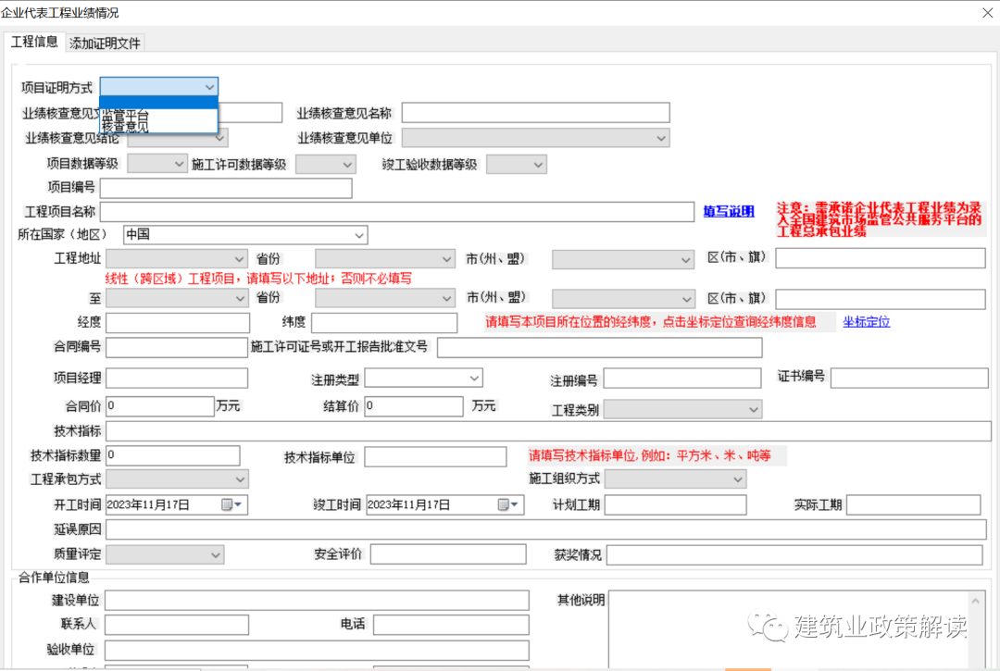 企业代表工程业绩情况
工程信息 添加证明文件
项目证明方式
监管平台
核查意见
业绩核查意见文 业绩核查意见名称
业绩核查意见结论 业绩核查意见单位
项目数据等级 施工许可数据等级 竣工验收数据等级
项目编号
工程项目名称 填写说明
注意：需承诺企业代表工程业绩为录
入全国建筑市场监管公共服务平台的
工程总承包业绩
所在国家（地区） 中国
工程地址 省份 市(州、盟) 区(市、旗)
线性（跨区域）工程项目，请填写以下地址；否则不必填写
至 省份 市(州、盟) 区(市、旗)
经度 纬度 请填写本项目所在位置的经纬度，点击坐标定位查询经纬度信息 坐标定位
合同编号 施工许可证号或开工报告批准文号
项目经理 注册类型 注册编号 证书编号
合同价 0 万元 结算价 0 万元 工程类别
技术指标
技术指标数量 0 技术指标单位 请填写技术指标单位,例如：平方米、米、吨等
工程承包方式 施工组织方式
开工时间 2023年11月17日 竣工时间 2023年11月17日 计划工期 实际工期
延误原因
质量评定 安全评价 获奖情况
合作单位信息
建设单位 其他说明
联系人 电话
验收单位
建筑业政策解读